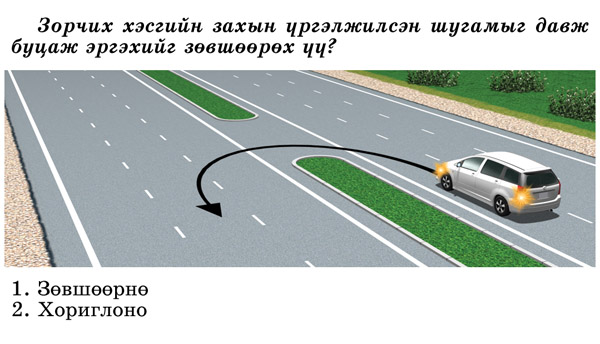 Зорчих хэсгийн захын үргэлжилсэн шугамыг давж
буцаж эргэхийг зөвшөөрөх үү?
1. Зөвшөөрнө
2. Хориглоно